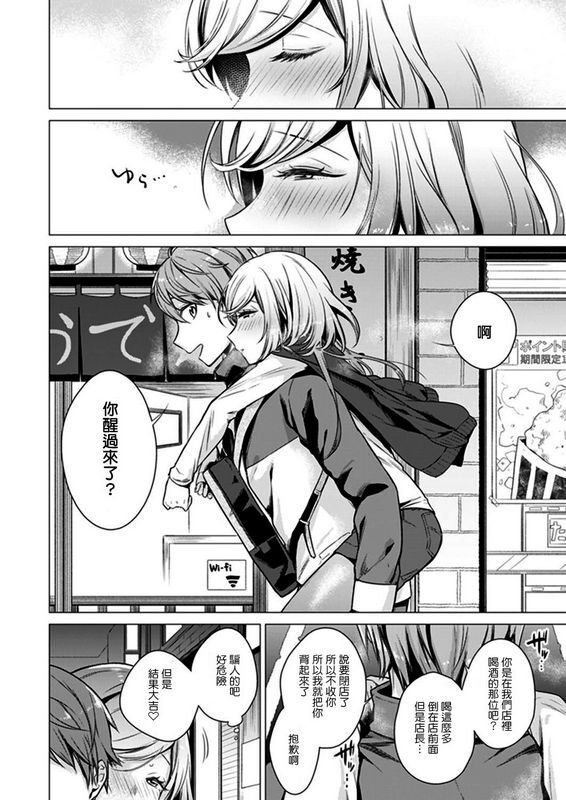 ゆら…
焼き
うで
啊
你醒過來了？
ポイント
期間限定1
Wi-fi
た
你是在我們店裡
喝酒的那位吧？
喝這麼多
倒在店前面
但是店長…
說要閉店了
所以不收你
所以我就把你
背起來了
抱歉啊
騙人的吧
好危險
但是
結果大吉♡